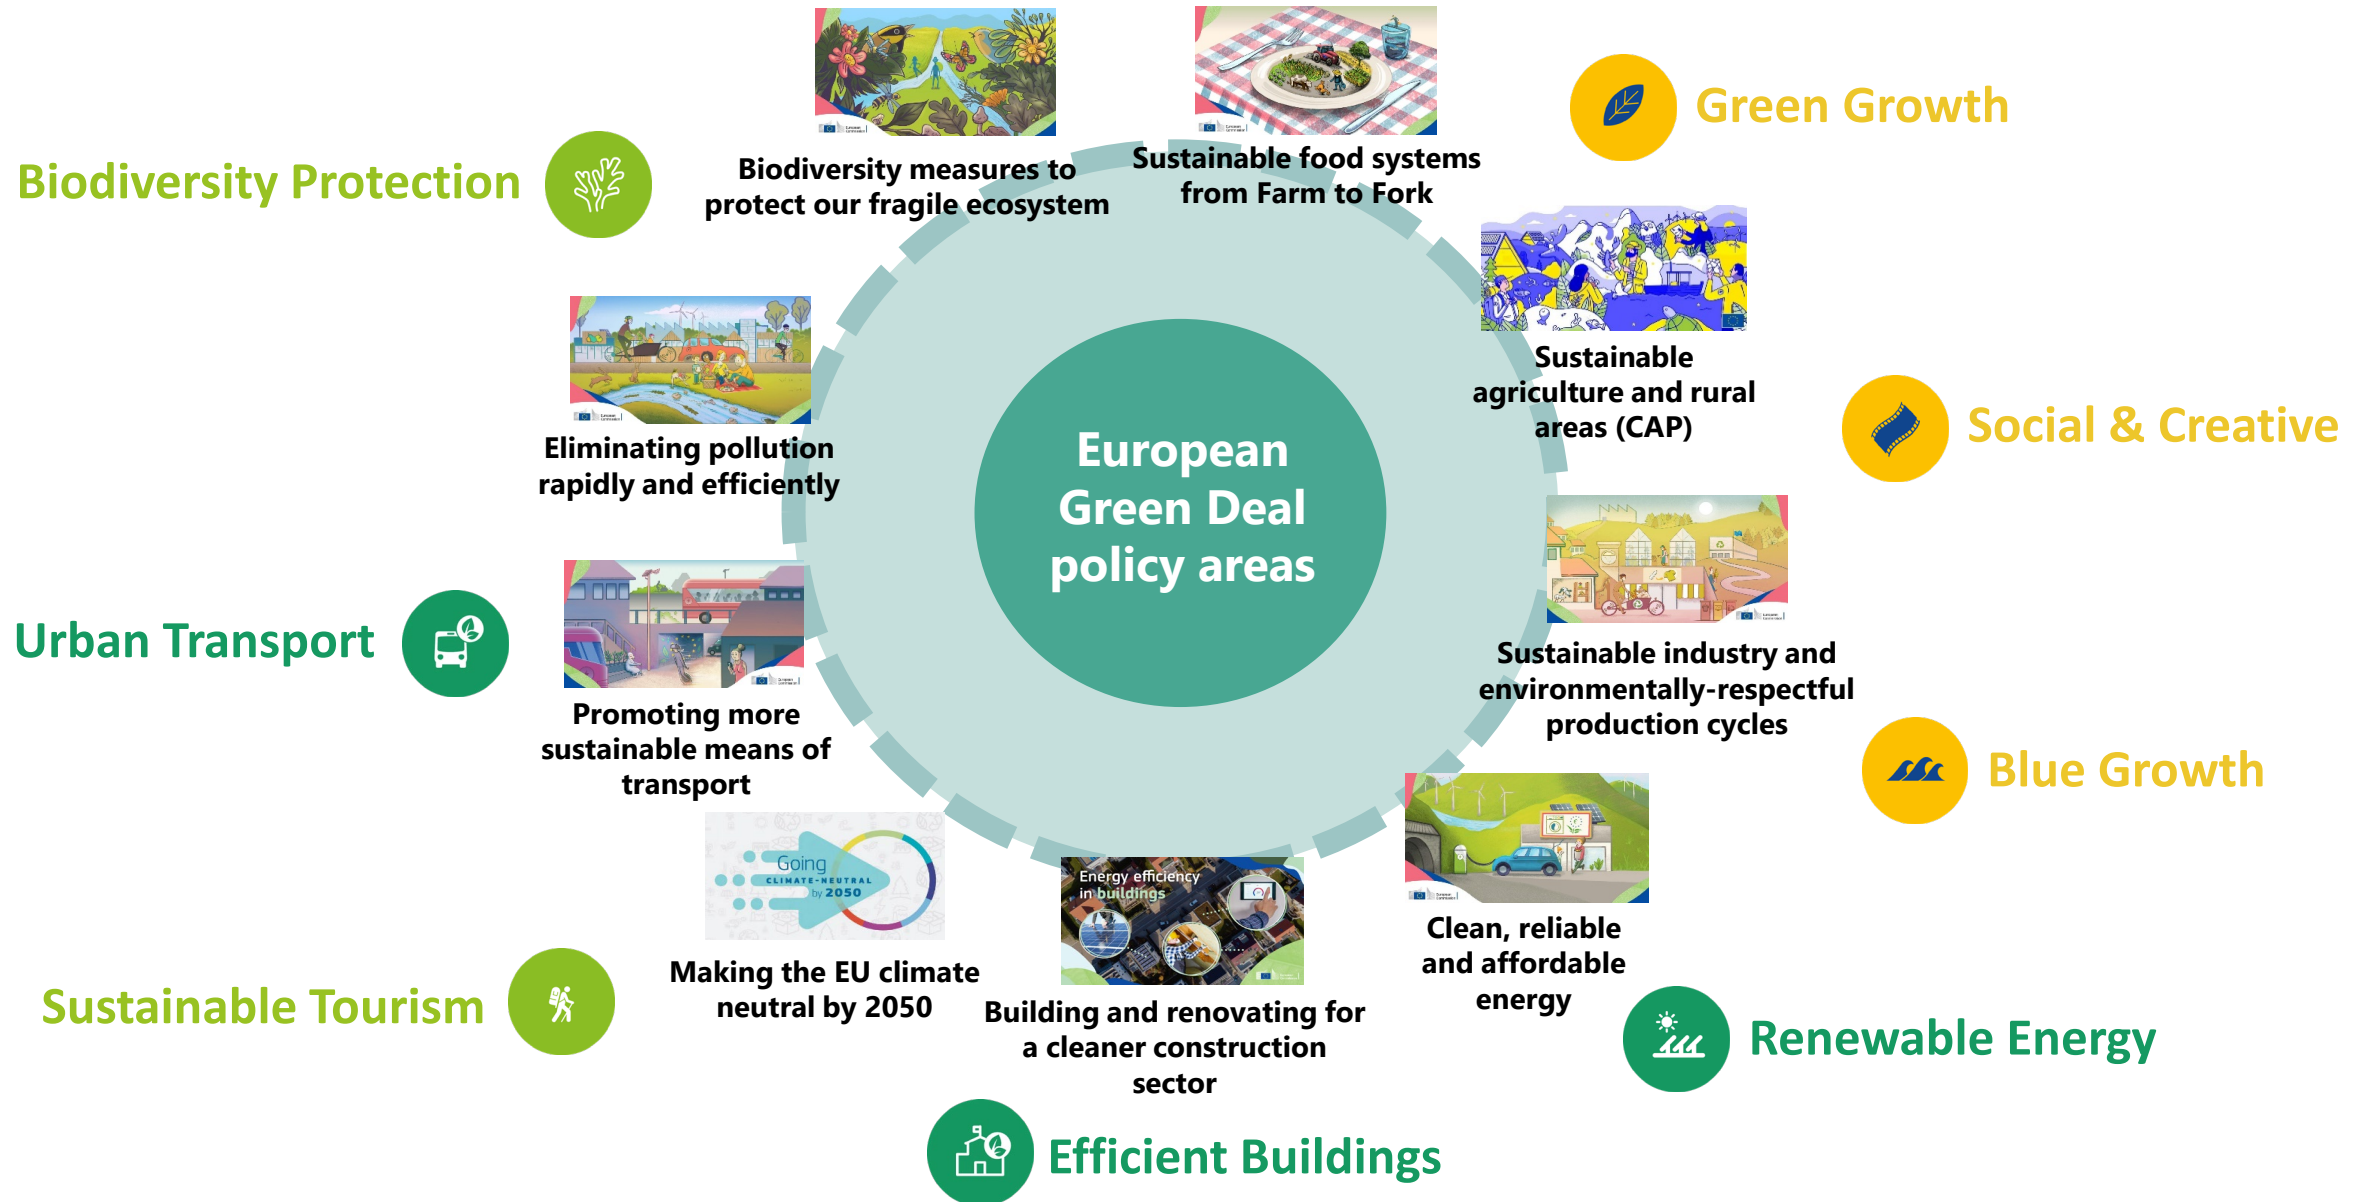 Biodiversity Protection
Biodiversity measures to
protect our fragile ecosystem
Sustainable food systems
from Farm to Fork
Green Growth
Sustainable
agriculture and rural
areas (CAP)
Social & Creative
Eliminating pollution
rapidly and efficiently
European
Green Deal
policy areas
Urban Transport
Promoting more
sustainable means of
transport
Sustainable industry and
environmentally-respectful
production cycles
Blue Growth
Going
CLIMATE-NEUTRAL
by 2050
Making the EU climate
neutral by 2050
Sustainable Tourism
Energy efficiency
in buildings
Building and renovating for
a cleaner construction
sector
Clean, reliable
and affordable
energy
Renewable Energy
Efficient Buildings